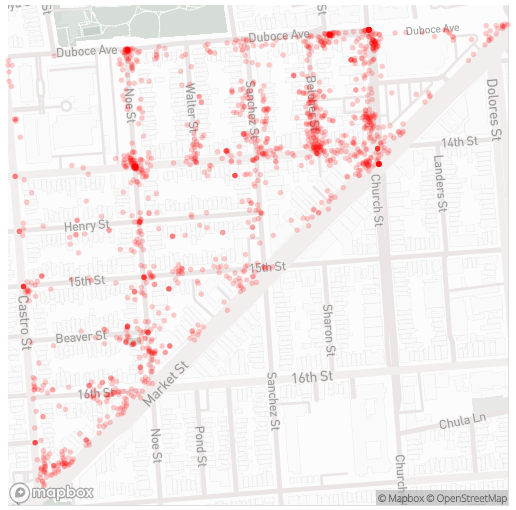 Duboce Ave
Duboce Ave
Duboce Ave
Noe St
Waller St
Sanchez St
Belcher St
Dolores St
14th St
Landers St
Church St
Henry St
15th St
15th St
Castro St
Beaver St
Sharon St
Market St
16th St
16th St
Sanchez St
Noe St
Pond St
Church
Chula Ln
mapbox
© Mapbox © OpenStreetMap